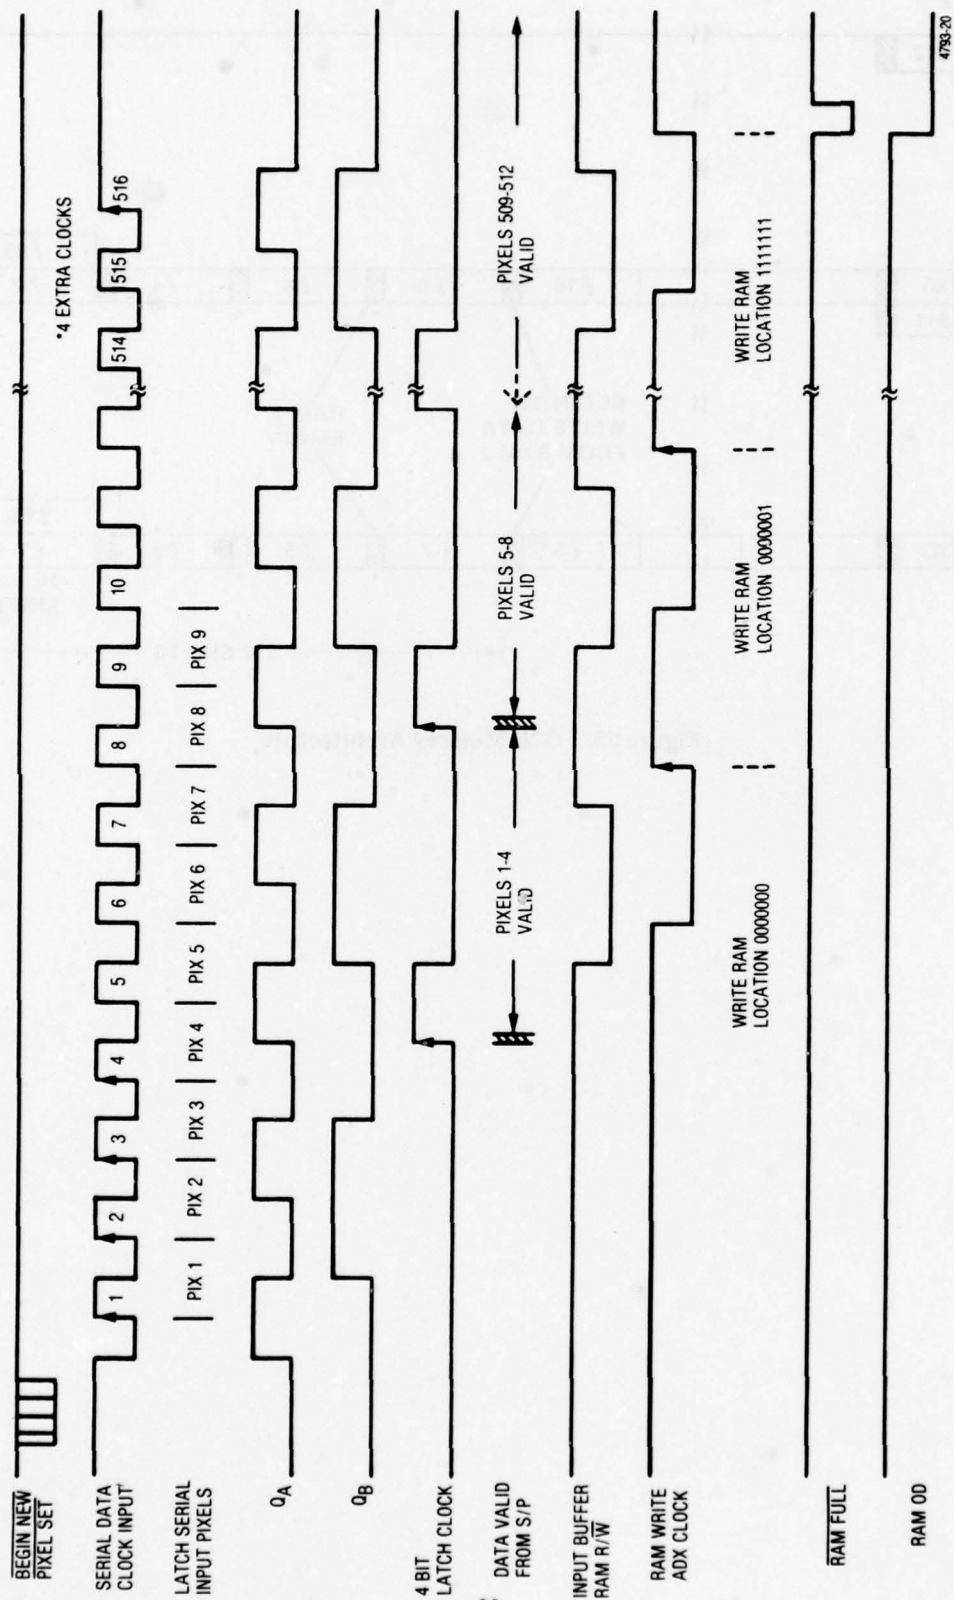 BEGIN NEW
PIXEL SET
*4 EXTRA CLOCKS
SERIAL DATA
CLOCK INPUT'
1 2 3 4 5 6 7 8 9 10 514 515 516
LATCH SERIAL
INPUT PIXELS
PIX 1 PIX 2 PIX 3 PIX 4 PIX 5 PIX 6 PIX 7 PIX 8 PIX 9
QA
QB
4 BIT
LATCH CLOCK
DATA VALID
FROM S/P
PIXELS 1-4
VALID
PIXELS 5-8
VALID
PIXELS 509-512
VALID
INPUT BUFFER
RAM R/W
RAM WRITE
ADX CLOCK
WRITE RAM
LOCATION 0000000
WRITE RAM
LOCATION 0000001
WRITE RAM
LOCATION 1111111
RAM FULL
RAM OD
4793-20